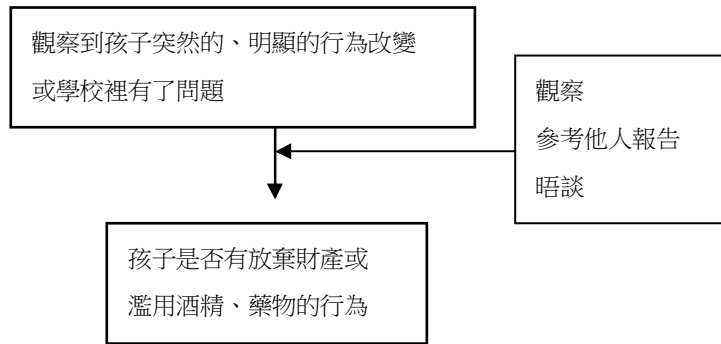 觀察到孩子突然的、明顯的行為改變
或學校裡有了問題
觀察
參考他人報告
晤談
孩子是否有放棄財產或
濫用酒精、藥物的行為